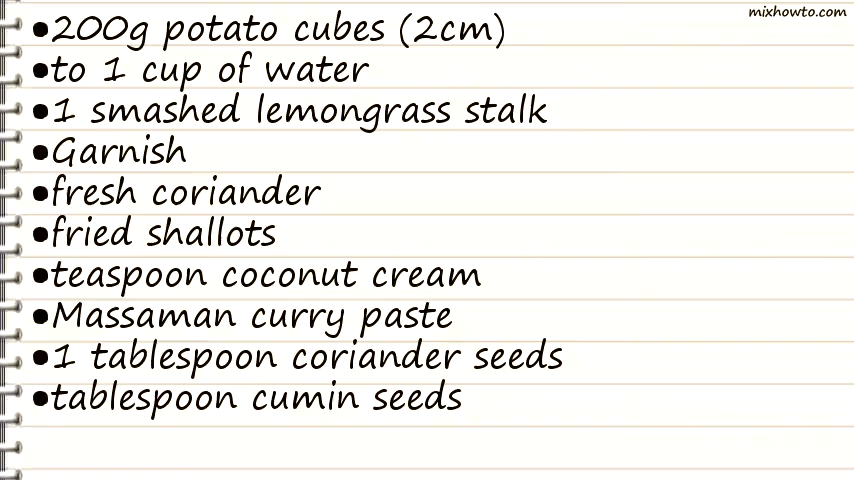 mixhowto.com
•200g potato cubes (2cm)
•to 1 cup of water
•1 smashed lemongrass stalk
•Garnish
•fresh coriander
•fried shallots
•teaspoon coconut cream
•Massaman curry paste
•1 tablespoon coriander seeds
•tablespoon cumin seeds